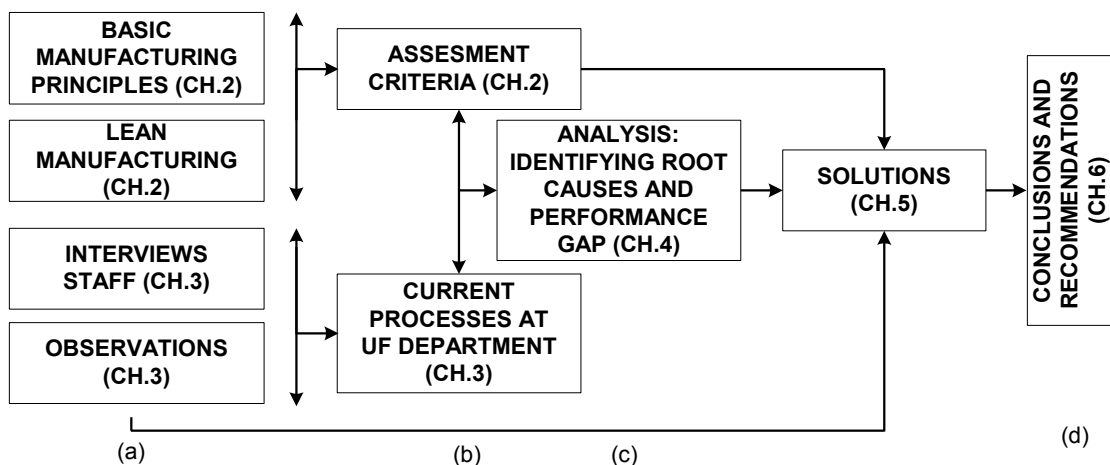 BASIC
MANUFACTURING
PRINCIPLES (CH.2)
LEAN
MANUFACTURING
(CH.2)
INTERVIEWS
STAFF (CH.3)
OBSERVATIONS
(CH.3)
ASSESMENT
CRITERIA (CH.2)
CURRENT
PROCESSES AT
UF DEPARTMENT
(CH.3)
ANALYSIS:
IDENTIFYING ROOT
CAUSES AND
PERFORMANCE
GAP (CH.4)
SOLUTIONS
(CH.5)
CONCLUSIONS AND
RECOMMENDATIONS
(CH.6)
(a)
(b)
(c)
(d)